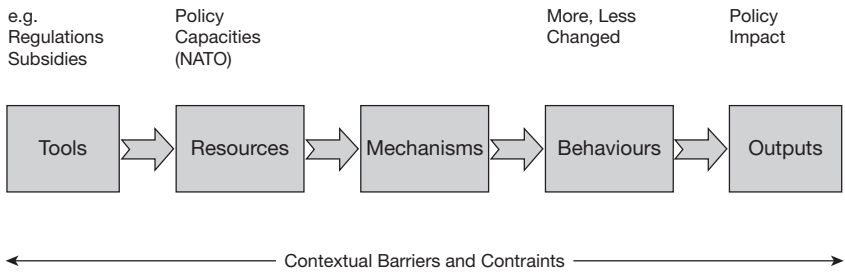 e.g.
Regulations
Subsidies
Policy
Capacities
(NATO)
More, Less
Changed
Policy
Impact
Tools
Resources
Mechanisms
Behaviours
Outputs
Contextual Barriers and Contraints